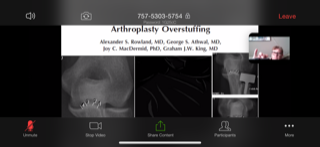 757-5303-5754
Leave
Arthroplasty Overstuffing
Alexander S. Rowland, MD, George S. Athwal, MD,
Joy C. MacDermid, PhD, Graham J.W. King, MD
Unmute
Stop Video
Share Content
Participants
More